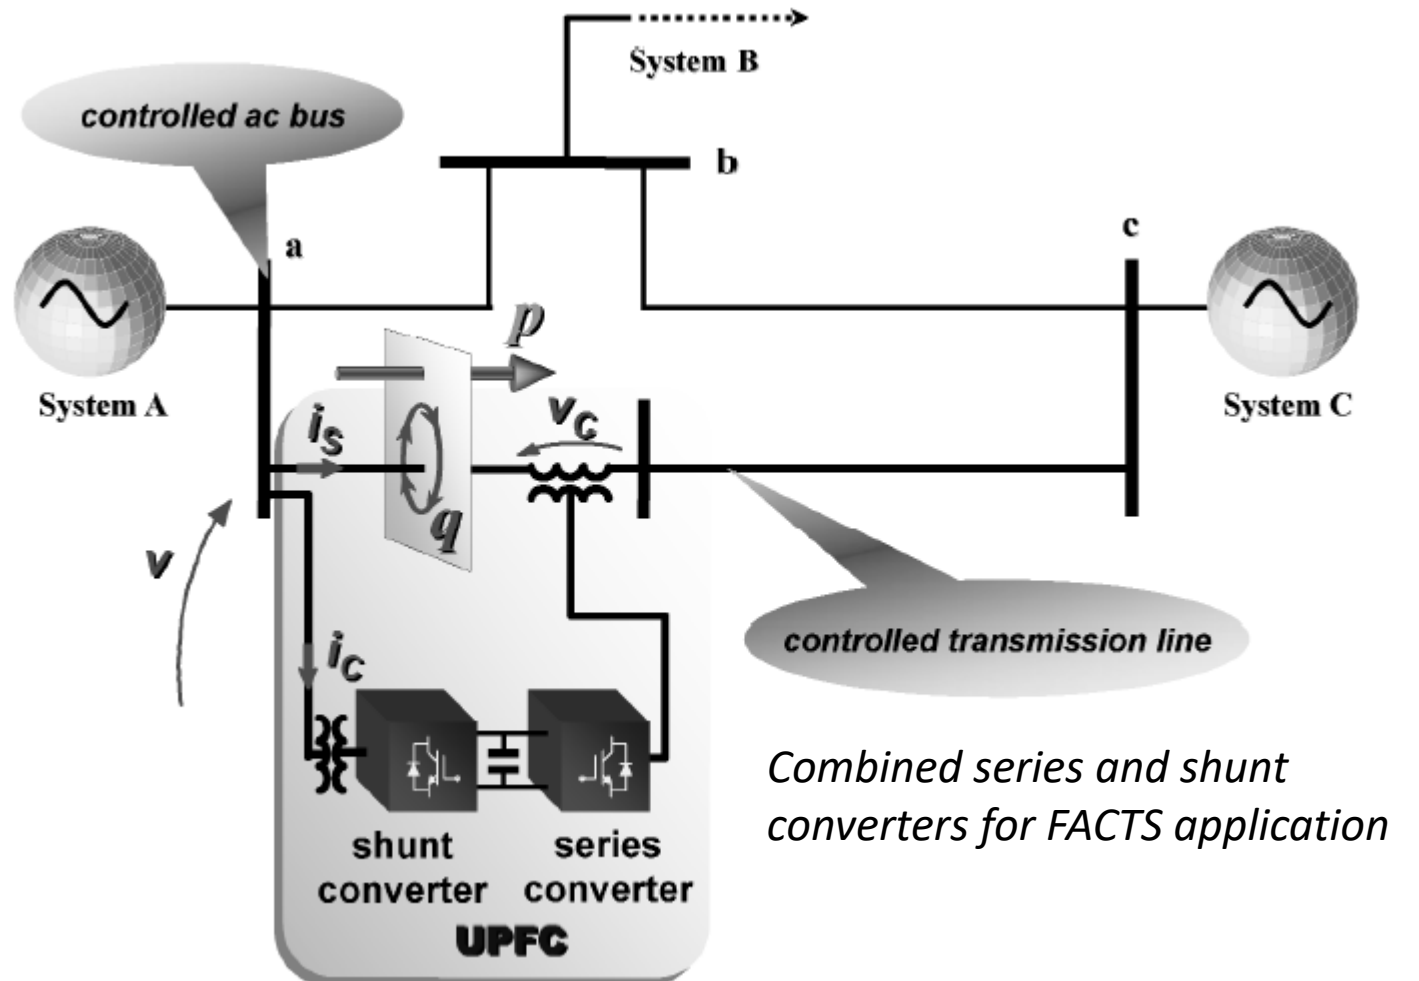 System B
controlled ac bus
b
a
c
p
System A
System C
iS
vC
q
v
controlled transmission line
iC
Combined series and shunt
converters for FACTS application
shunt
converter
series
converter
UPFC